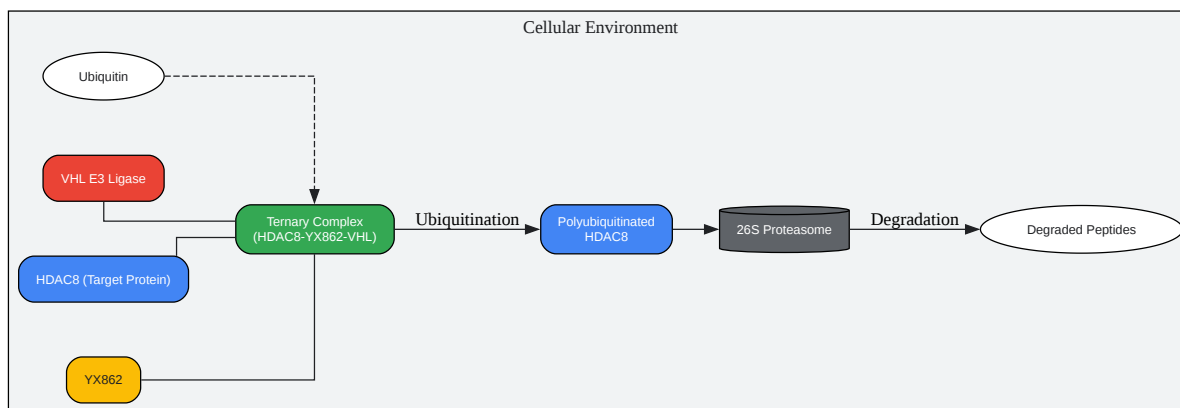 Cellular Environment
Ubiquitin
VHL E3 Ligase
Ternary Complex
(HDAC8-YX862-VHL)
Ubiquitination
Polyubiquitinated
HDAC8
26S Proteasome
Degradation
Degraded Peptides
HDAC8 (Target Protein)
YX862